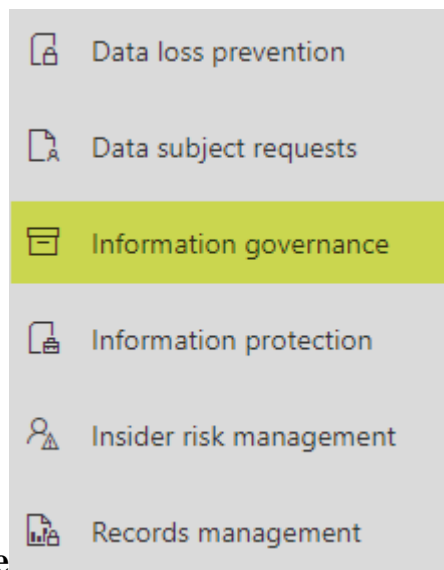 Data loss prevention
Data subject requests
Information governance
Information protection
Insider risk management
Records management
e